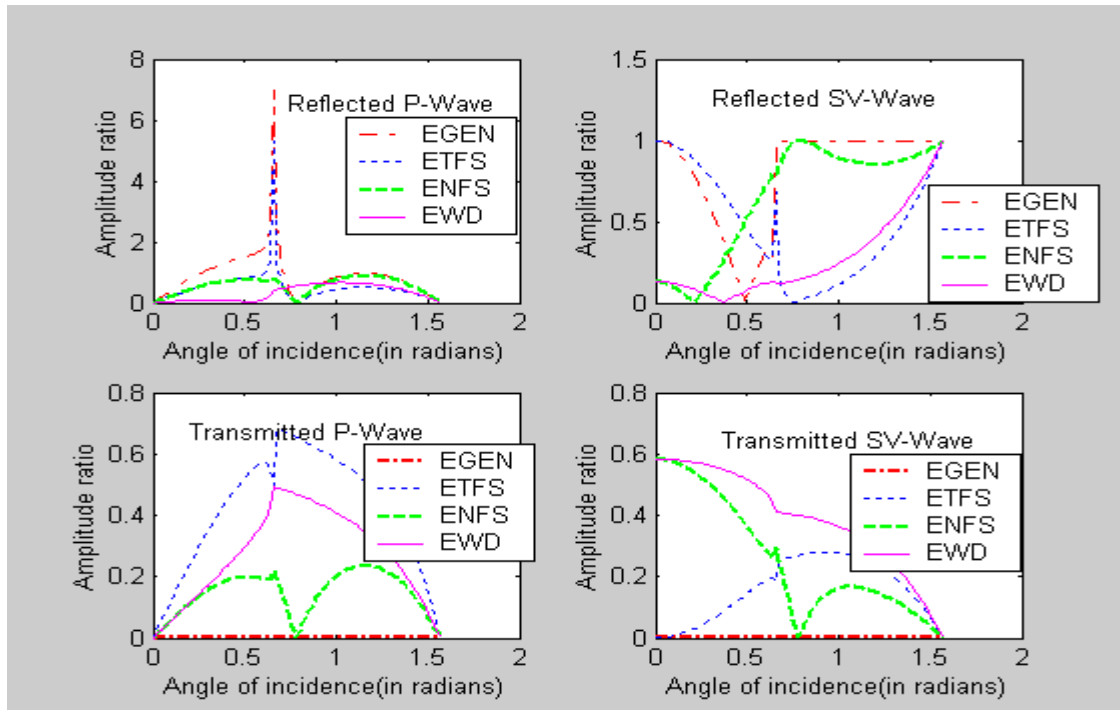 8
6
4
2
0
0
0.5
1
1.5
2
Amplitude ratio
Angle of incidence(in radians)
Reflected P-Wave
EGEN
ETFS
ENFS
EWD
1.5
1
0.5
0
0
0.5
1
1.5
2
Amplitude ratio
Angle of incidence(in radians)
Reflected SV-Wave
EGEN
ETFS
ENFS
EWD
0.8
0.6
0.4
0.2
0
0
0.5
1
1.5
2
Amplitude ratio
Angle of incidence(in radians)
Transmitted P-Wave
EGEN
ETFS
ENFS
EWD
0.8
0.6
0.4
0.2
0
0
0.5
1
1.5
2
Amplitude ratio
Angle of incidence(in radians)
Transmitted SV-Wave
EGEN
ETFS
ENFS
EWD